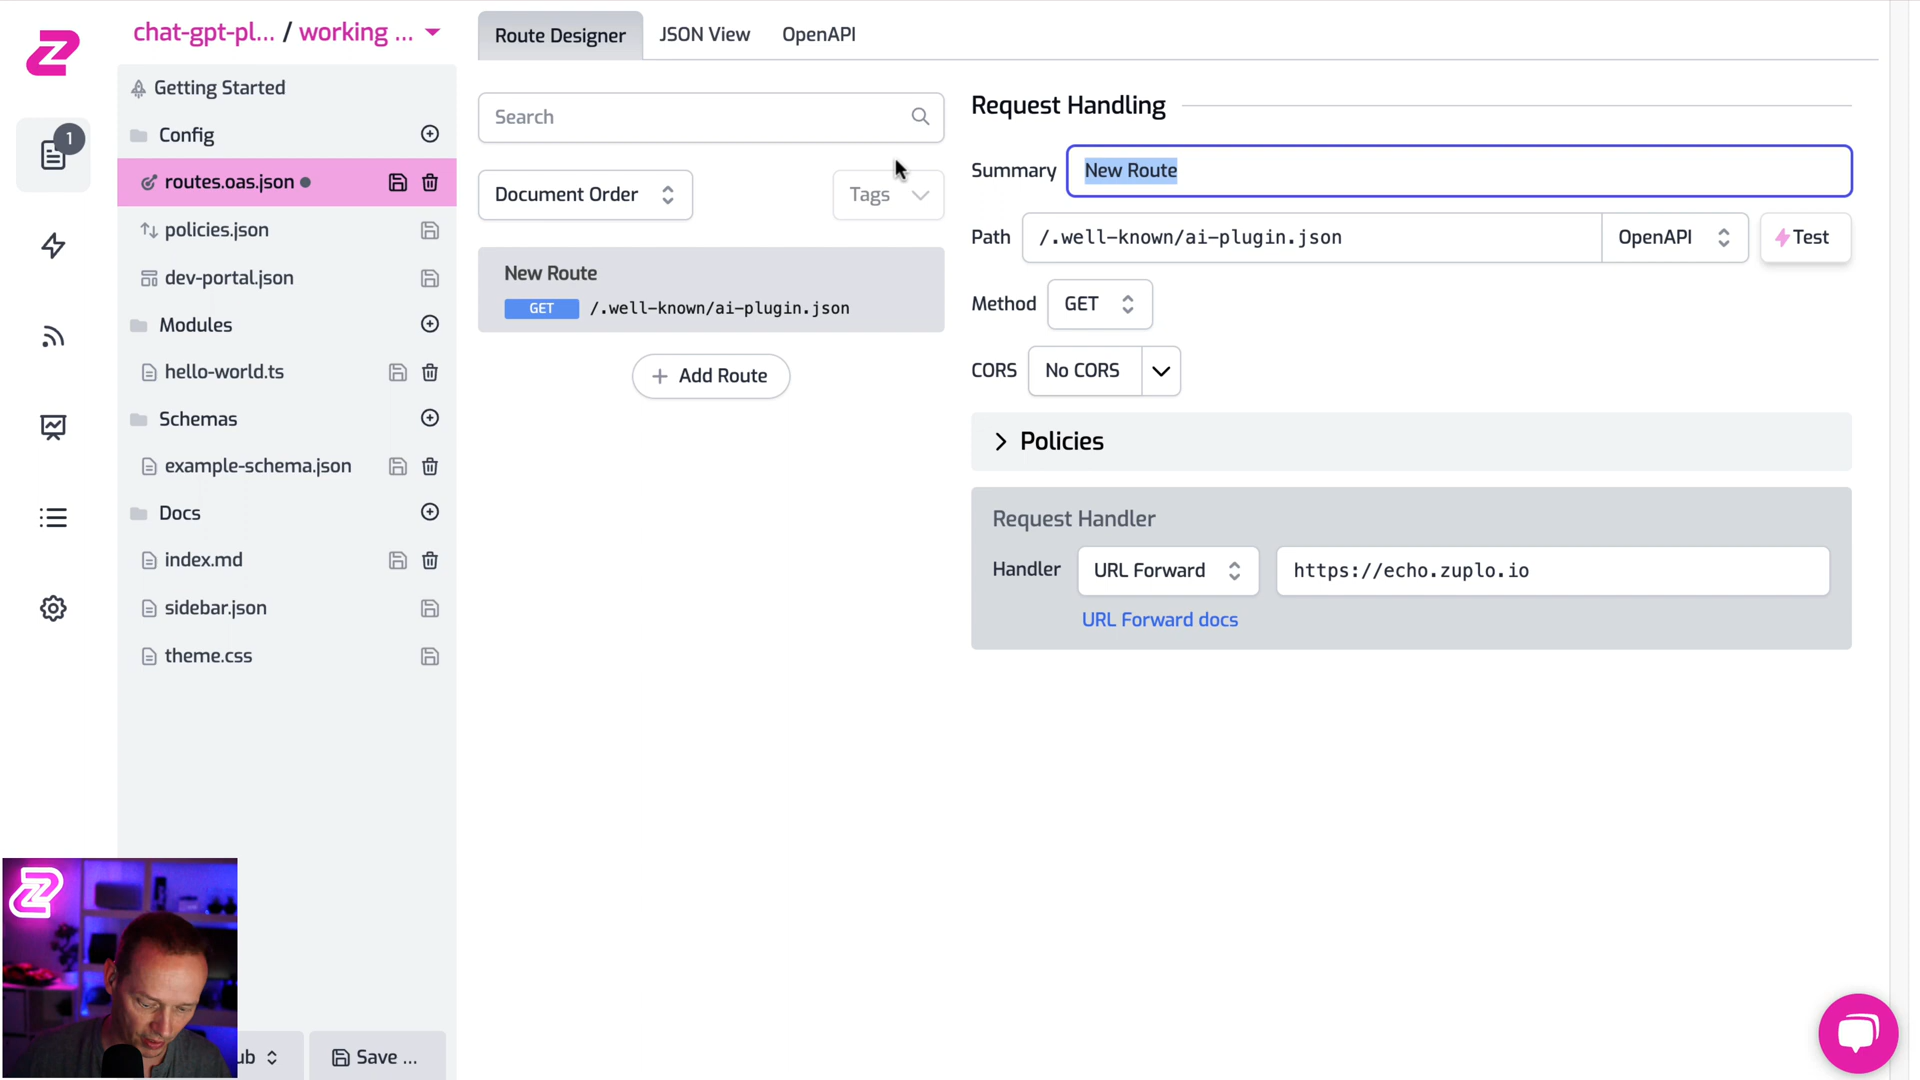 chat-gpt-pl... / working ...
Getting Started
Config
routes.oas.json
policies.json
dev-portal.json
Modules
hello-world.ts
Schemas
example-schema.json
Docs
index.md
sidebar.json
theme.css
1
ub
Save ...
Route Designer
JSON View
OpenAPI
Search
Document Order
Tags
New Route
GET /.well-known/ai-plugin.json
Add Route
Request Handling
Summary New Route
Path /.well-known/ai-plugin.json OpenAPI Test
Method GET
CORS No CORS
Policies
Request Handler
Handler URL Forward https://echo.zuplo.io
URL Forward docs